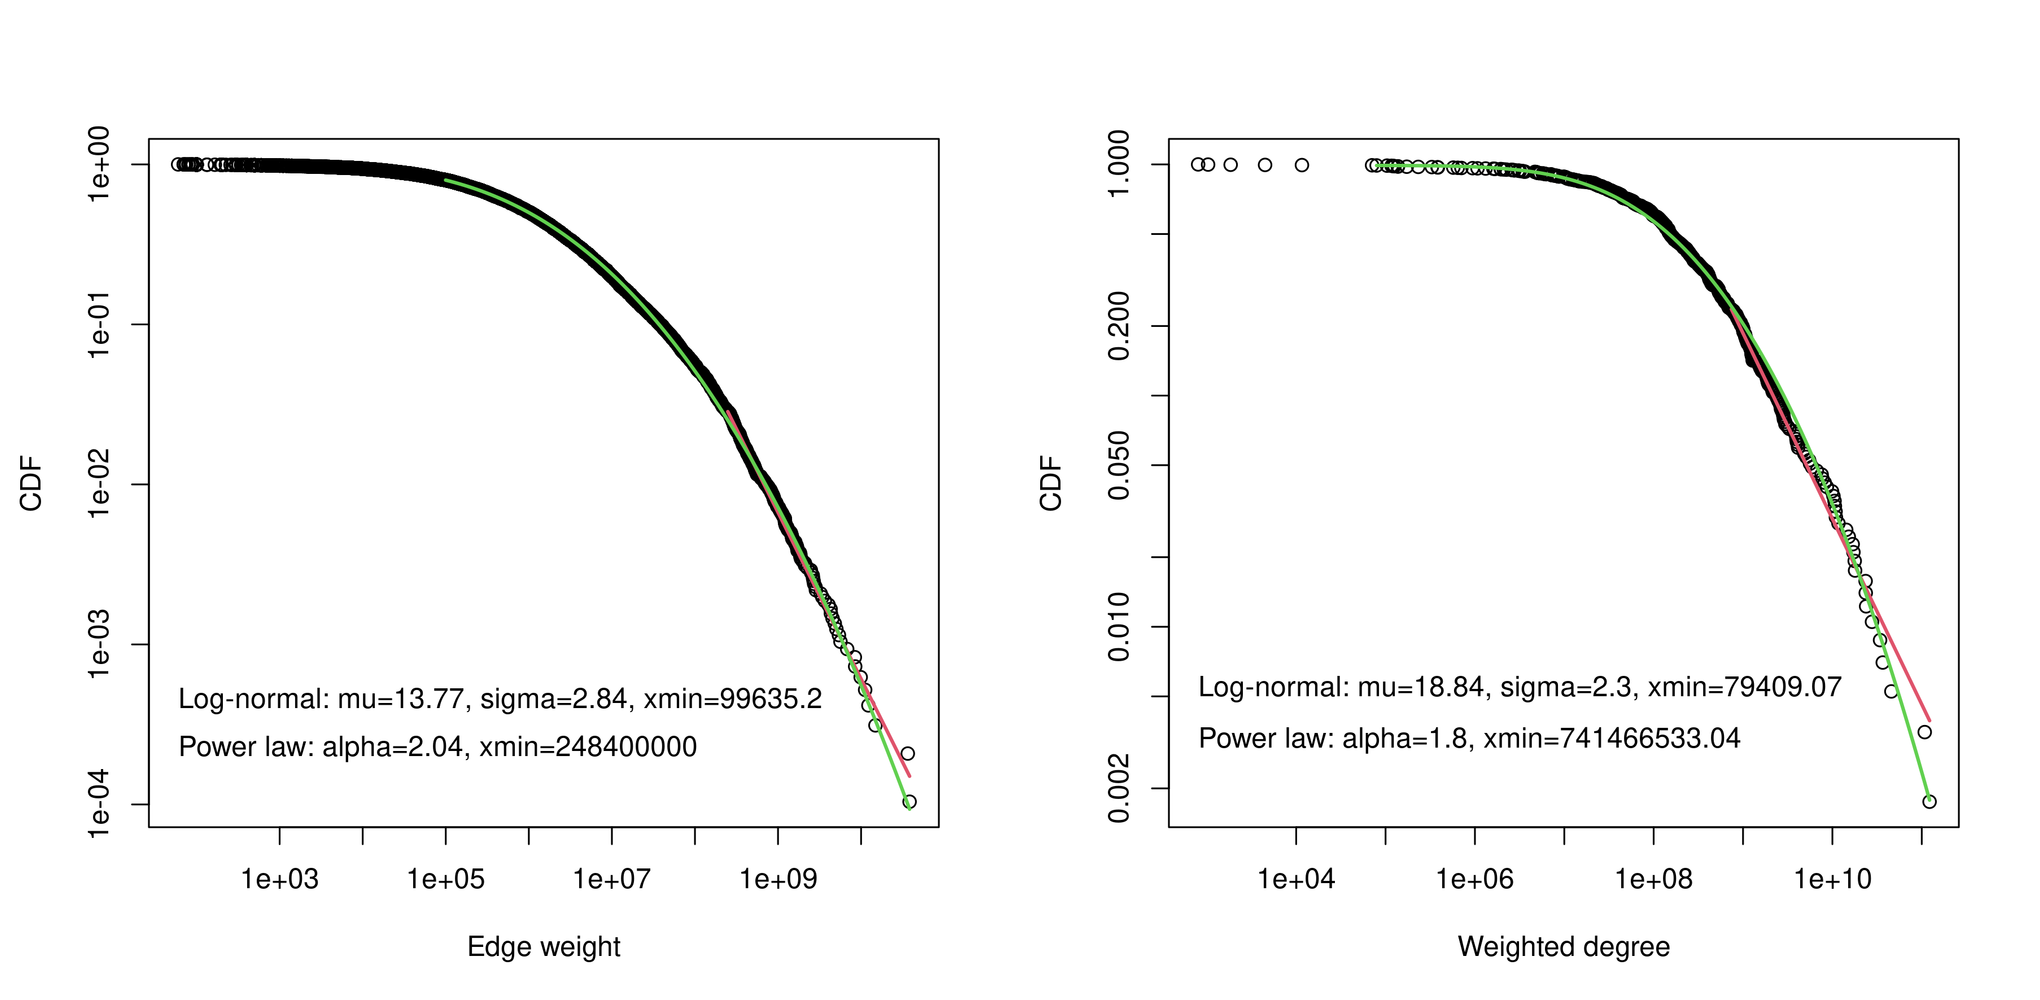 CDF
1e+00
1e-01
1e-02
1e-03
1e-04
Log-normal: mu=13.77, sigma=2.84, xmin=99635.2
Power law: alpha=2.04, xmin=248400000
1e+03 1e+05 1e+07 1e+09
Edge weight
CDF
1.000
0.200
0.050
0.010
0.002
Log-normal: mu=18.84, sigma=2.3, xmin=79409.07
Power law: alpha=1.8, xmin=741466533.04
1e+04 1e+06 1e+08 1e+10
Weighted degree